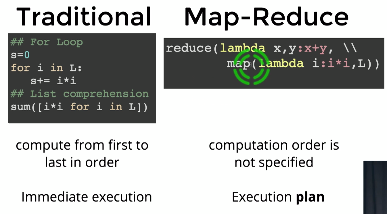 Traditional
## For Loop
s=0
for i in L:
    s+= i*i
## List comprehension
sum([i*i for i in L])
compute from first to
last in order
Immediate execution
Map-Reduce
reduce(lambda x,y:x+y, \\
       map(lambda i:i*i,L))
computation order is
not specified
Execution plan